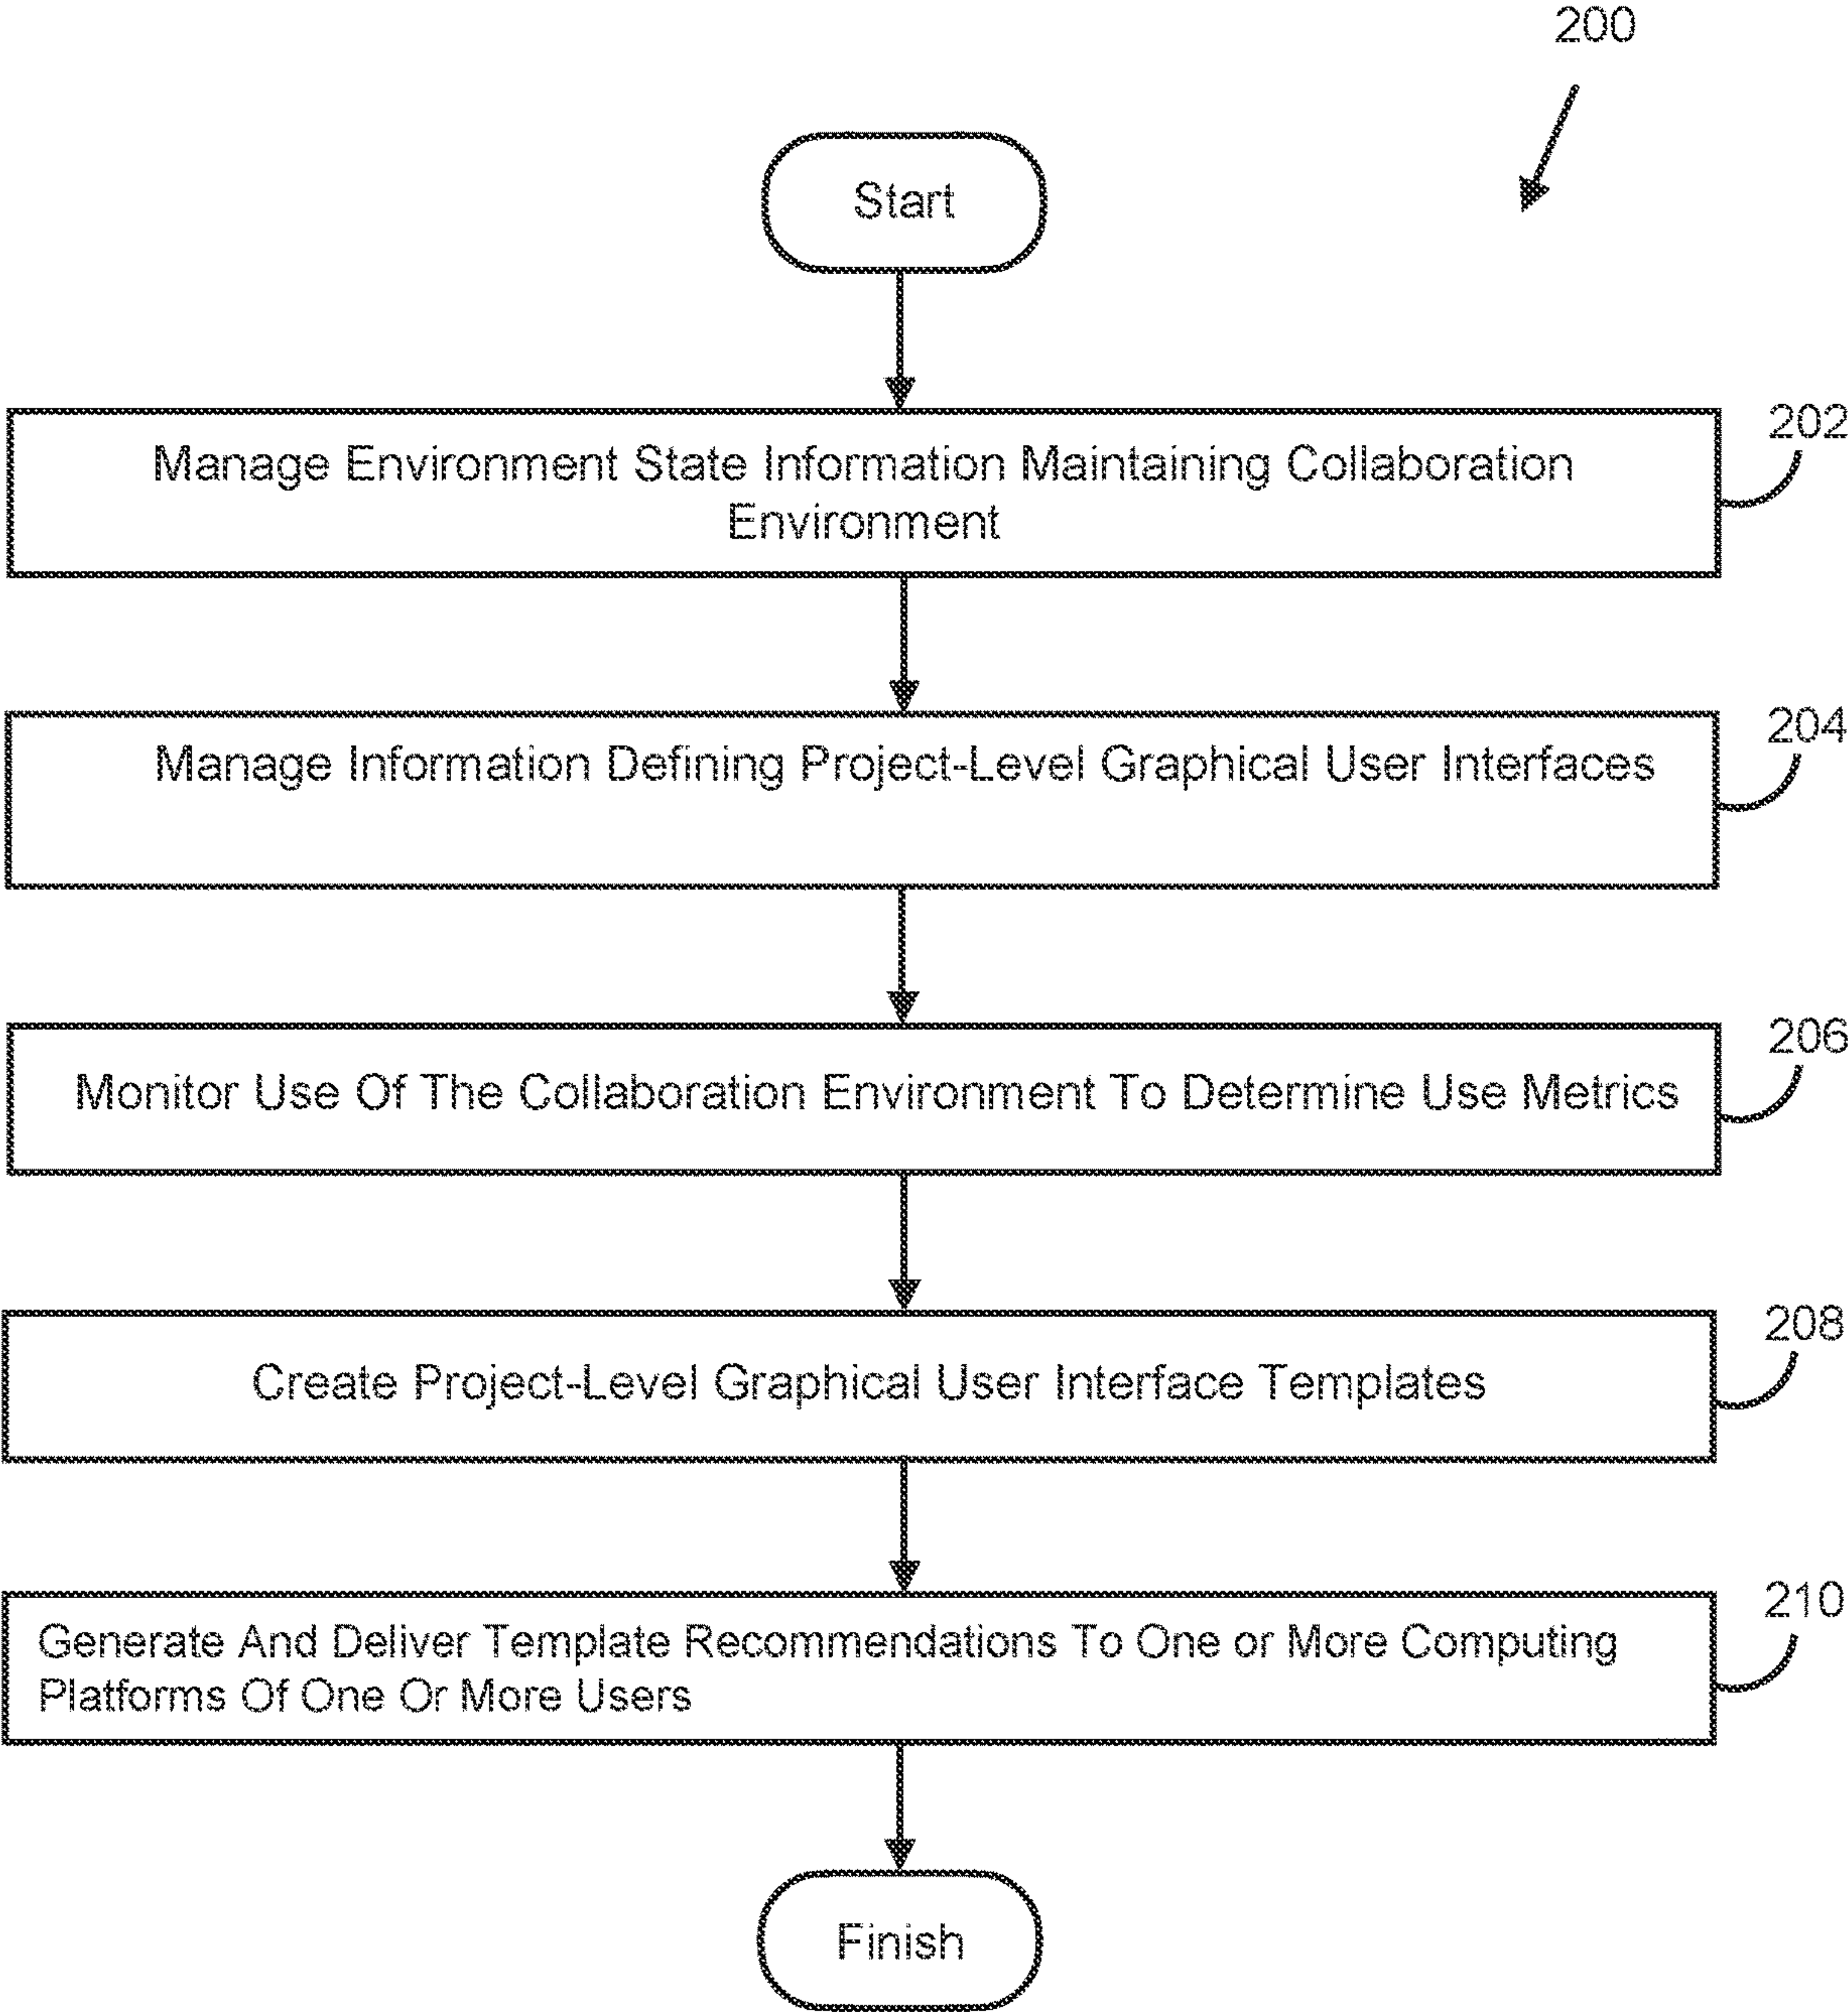 200
Start
202
Manage Environment State Information Maintaining Collaboration
Environment
204
Manage Information Defining Project-Level Graphical User Interfaces
206
Monitor Use Of The Collaboration Environment To Determine Use Metrics
208
Create Project-Level Graphical User Interface Templates
210
Generate And Deliver Template Recommendations To One or More Computing
Platforms Of One Or More Users
Finish